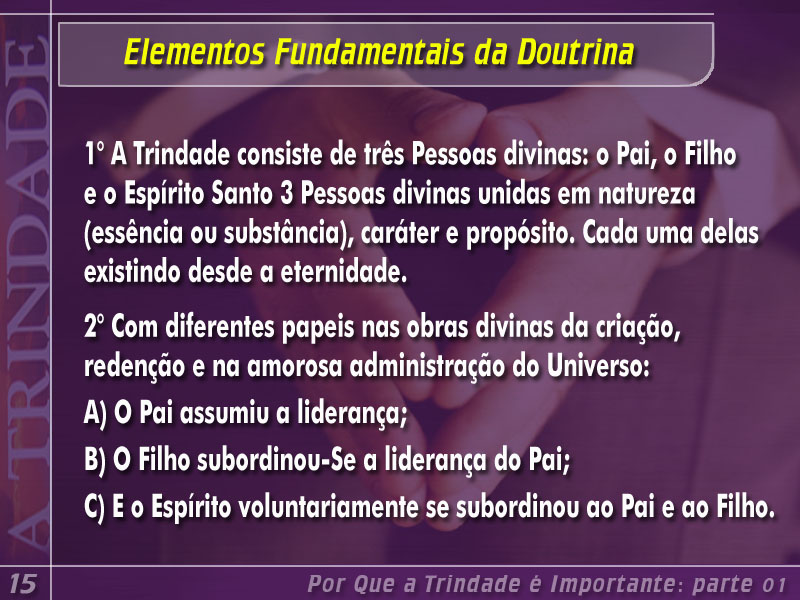 Elementos Fundamentais da Doutrina
1° A Trindade consiste de três Pessoas divinas: o Pai, o Filho
e o Espírito Santo 3 Pessoas divinas unidas em natureza
(essência ou substância), caráter e propósito. Cada uma delas
existindo desde a eternidade.
2° Com diferentes papeis nas obras divinas da criação,
redenção e na amorosa administração do Universo:
A) O Pai assumiu a liderança;
B) O Filho subordinou-Se a liderança do Pai;
C) E o Espírito voluntariamente se subordinou ao Pai e ao Filho.
A TRINDADE
15
Por Que a Trindade é Importante: parte 01